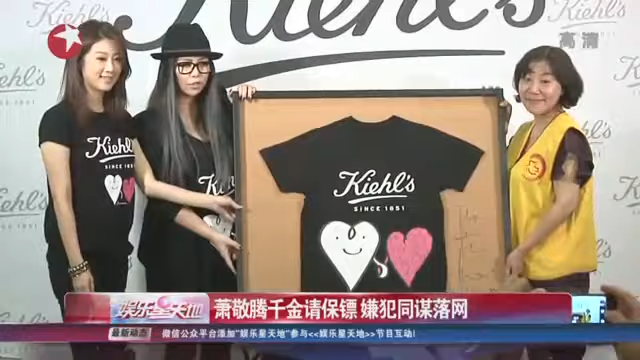 Kiehl's
Kiehl's
高清
Kiehl's
SINCE 1851
Kiehl's
Kiehl's
SINCE 1851
Kiehl's
娱乐星天地
萧敬腾千金请保镖 嫌犯同谋落网
最新动态
微信公众平台添加"娱乐星天地"参与<<娱乐星天地>>节目互动!